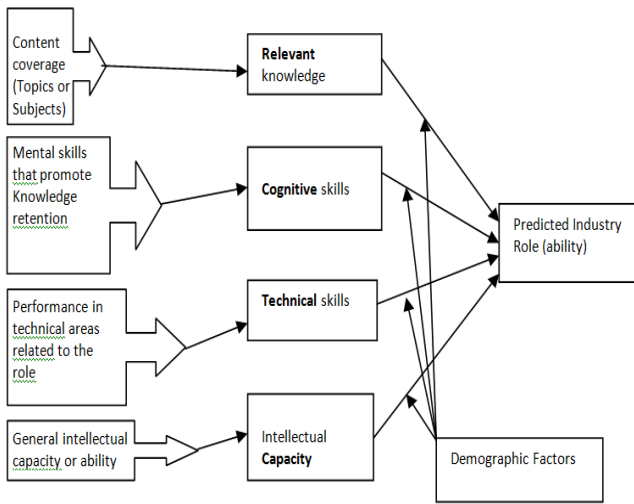 Content
coverage
(Topics or
Subjects)
Relevant
knowledge
Mental skills
that promote
Knowledge
retention
Cognitive skills
Predicted Industry
Role (ability)
Performance in
technical areas
related to the
role
Technical skills
General intellectual
capacity or ability
Intellectual
Capacity
Demographic Factors